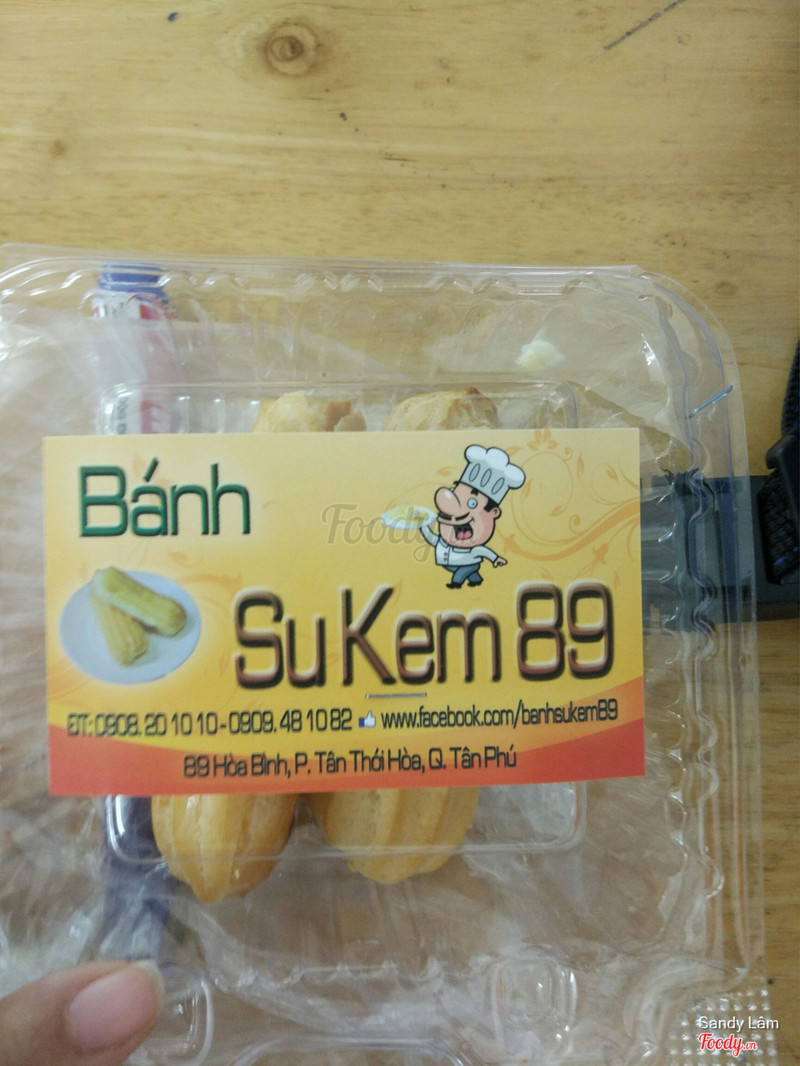 Bánh
Foody.vn
Su Kem 89
ĐT: 0908. 20 10 10 - 0909. 48 10 82 www.facebook.com/banhsukem89
89 Hòa Bình, P. Tân Thới Hòa, Q. Tân Phú
Sandy Lâm
Foody.vn